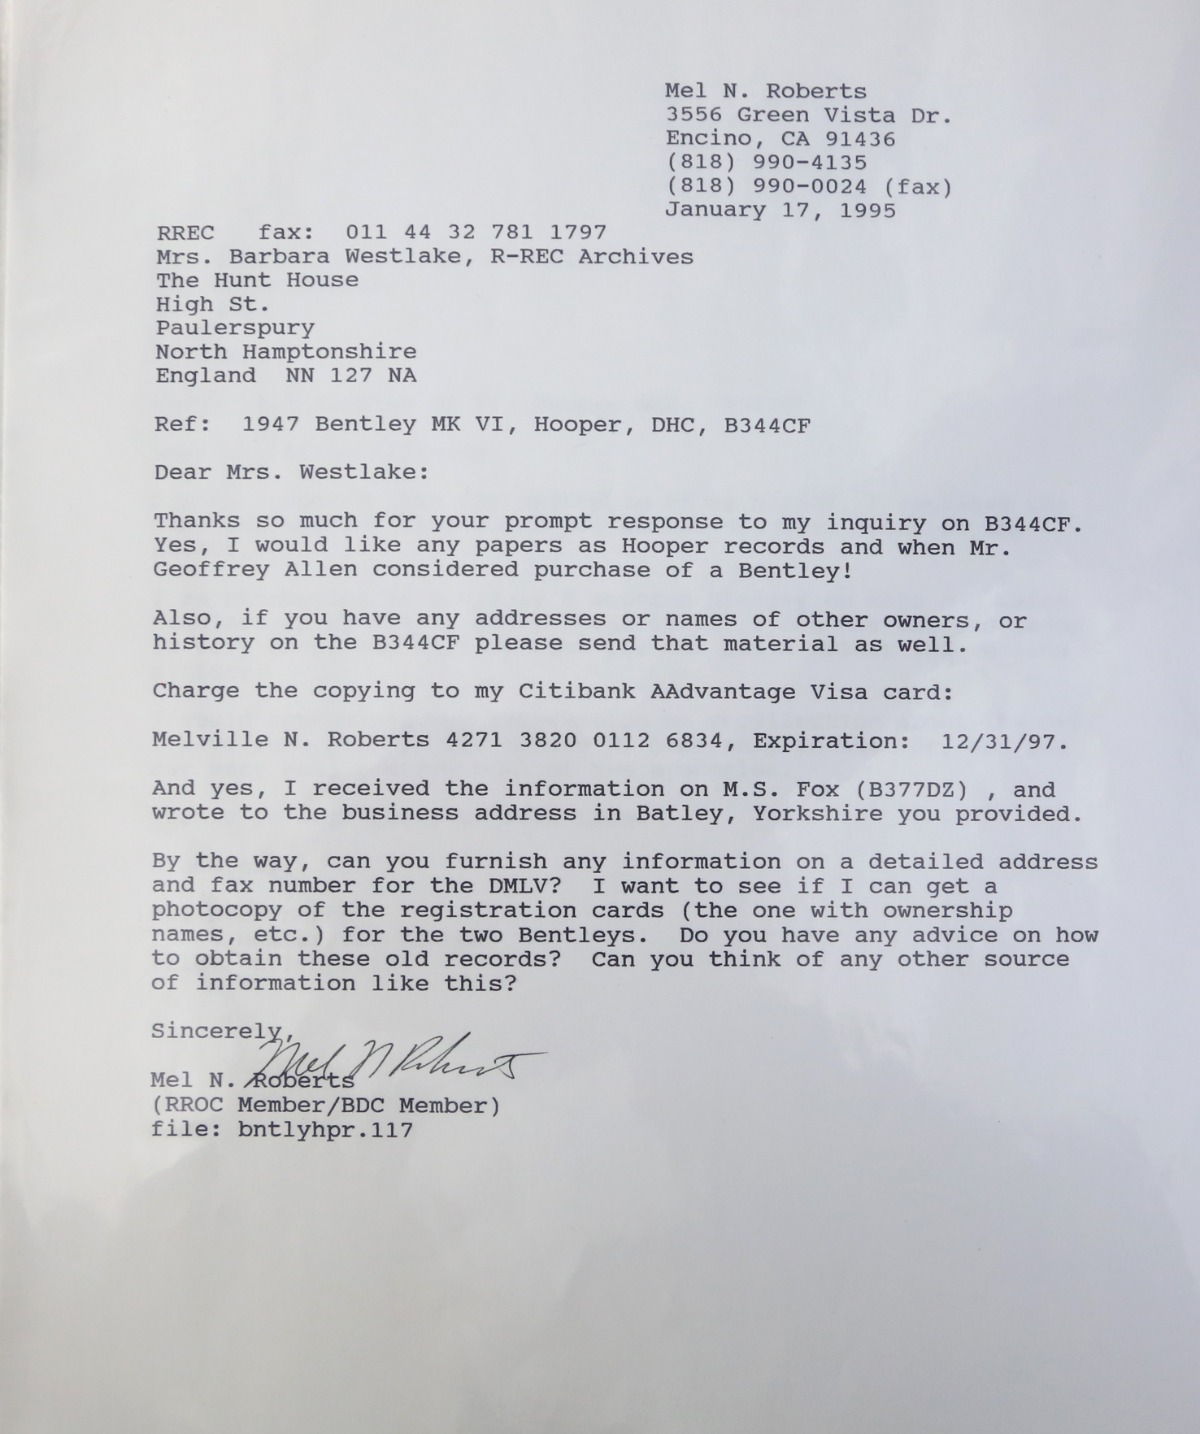 Mel N. Roberts
3556 Green Vista Dr.
Encino, CA 91436
(818) 990-4135
(818) 990-0024 (fax)
January 17, 1995
RREC   fax:  011 44 32 781 1797
Mrs. Barbara Westlake, R-REC Archives
The Hunt House
High St.
Paulerspury
North Hamptonshire
England  NN 127 NA
Ref:  1947 Bentley MK VI, Hooper, DHC, B344CF
Dear Mrs. Westlake:
Thanks so much for your prompt response to my inquiry on B344CF.
Yes, I would like any papers as Hooper records and when Mr.
Geoffrey Allen considered purchase of a Bentley!
Also, if you have any addresses or names of other owners, or
history on the B344CF please send that material as well.
Charge the copying to my Citibank AAdvantage Visa card:
Melville N. Roberts 4271 3820 0112 6834, Expiration:  12/31/97.
And yes, I received the information on M.S. Fox (B377DZ) , and
wrote to the business address in Batley, Yorkshire you provided.
By the way, can you furnish any information on a detailed address
and fax number for the DMLV?  I want to see if I can get a
photocopy of the registration cards (the one with ownership
names, etc.) for the two Bentleys.  Do you have any advice on how
to obtain these old records?  Can you think of any other source
of information like this?
Sincerely,
Mel N Roberts
Mel N. Roberts
(RROC Member/BDC Member)
file: bntlyhpr.117